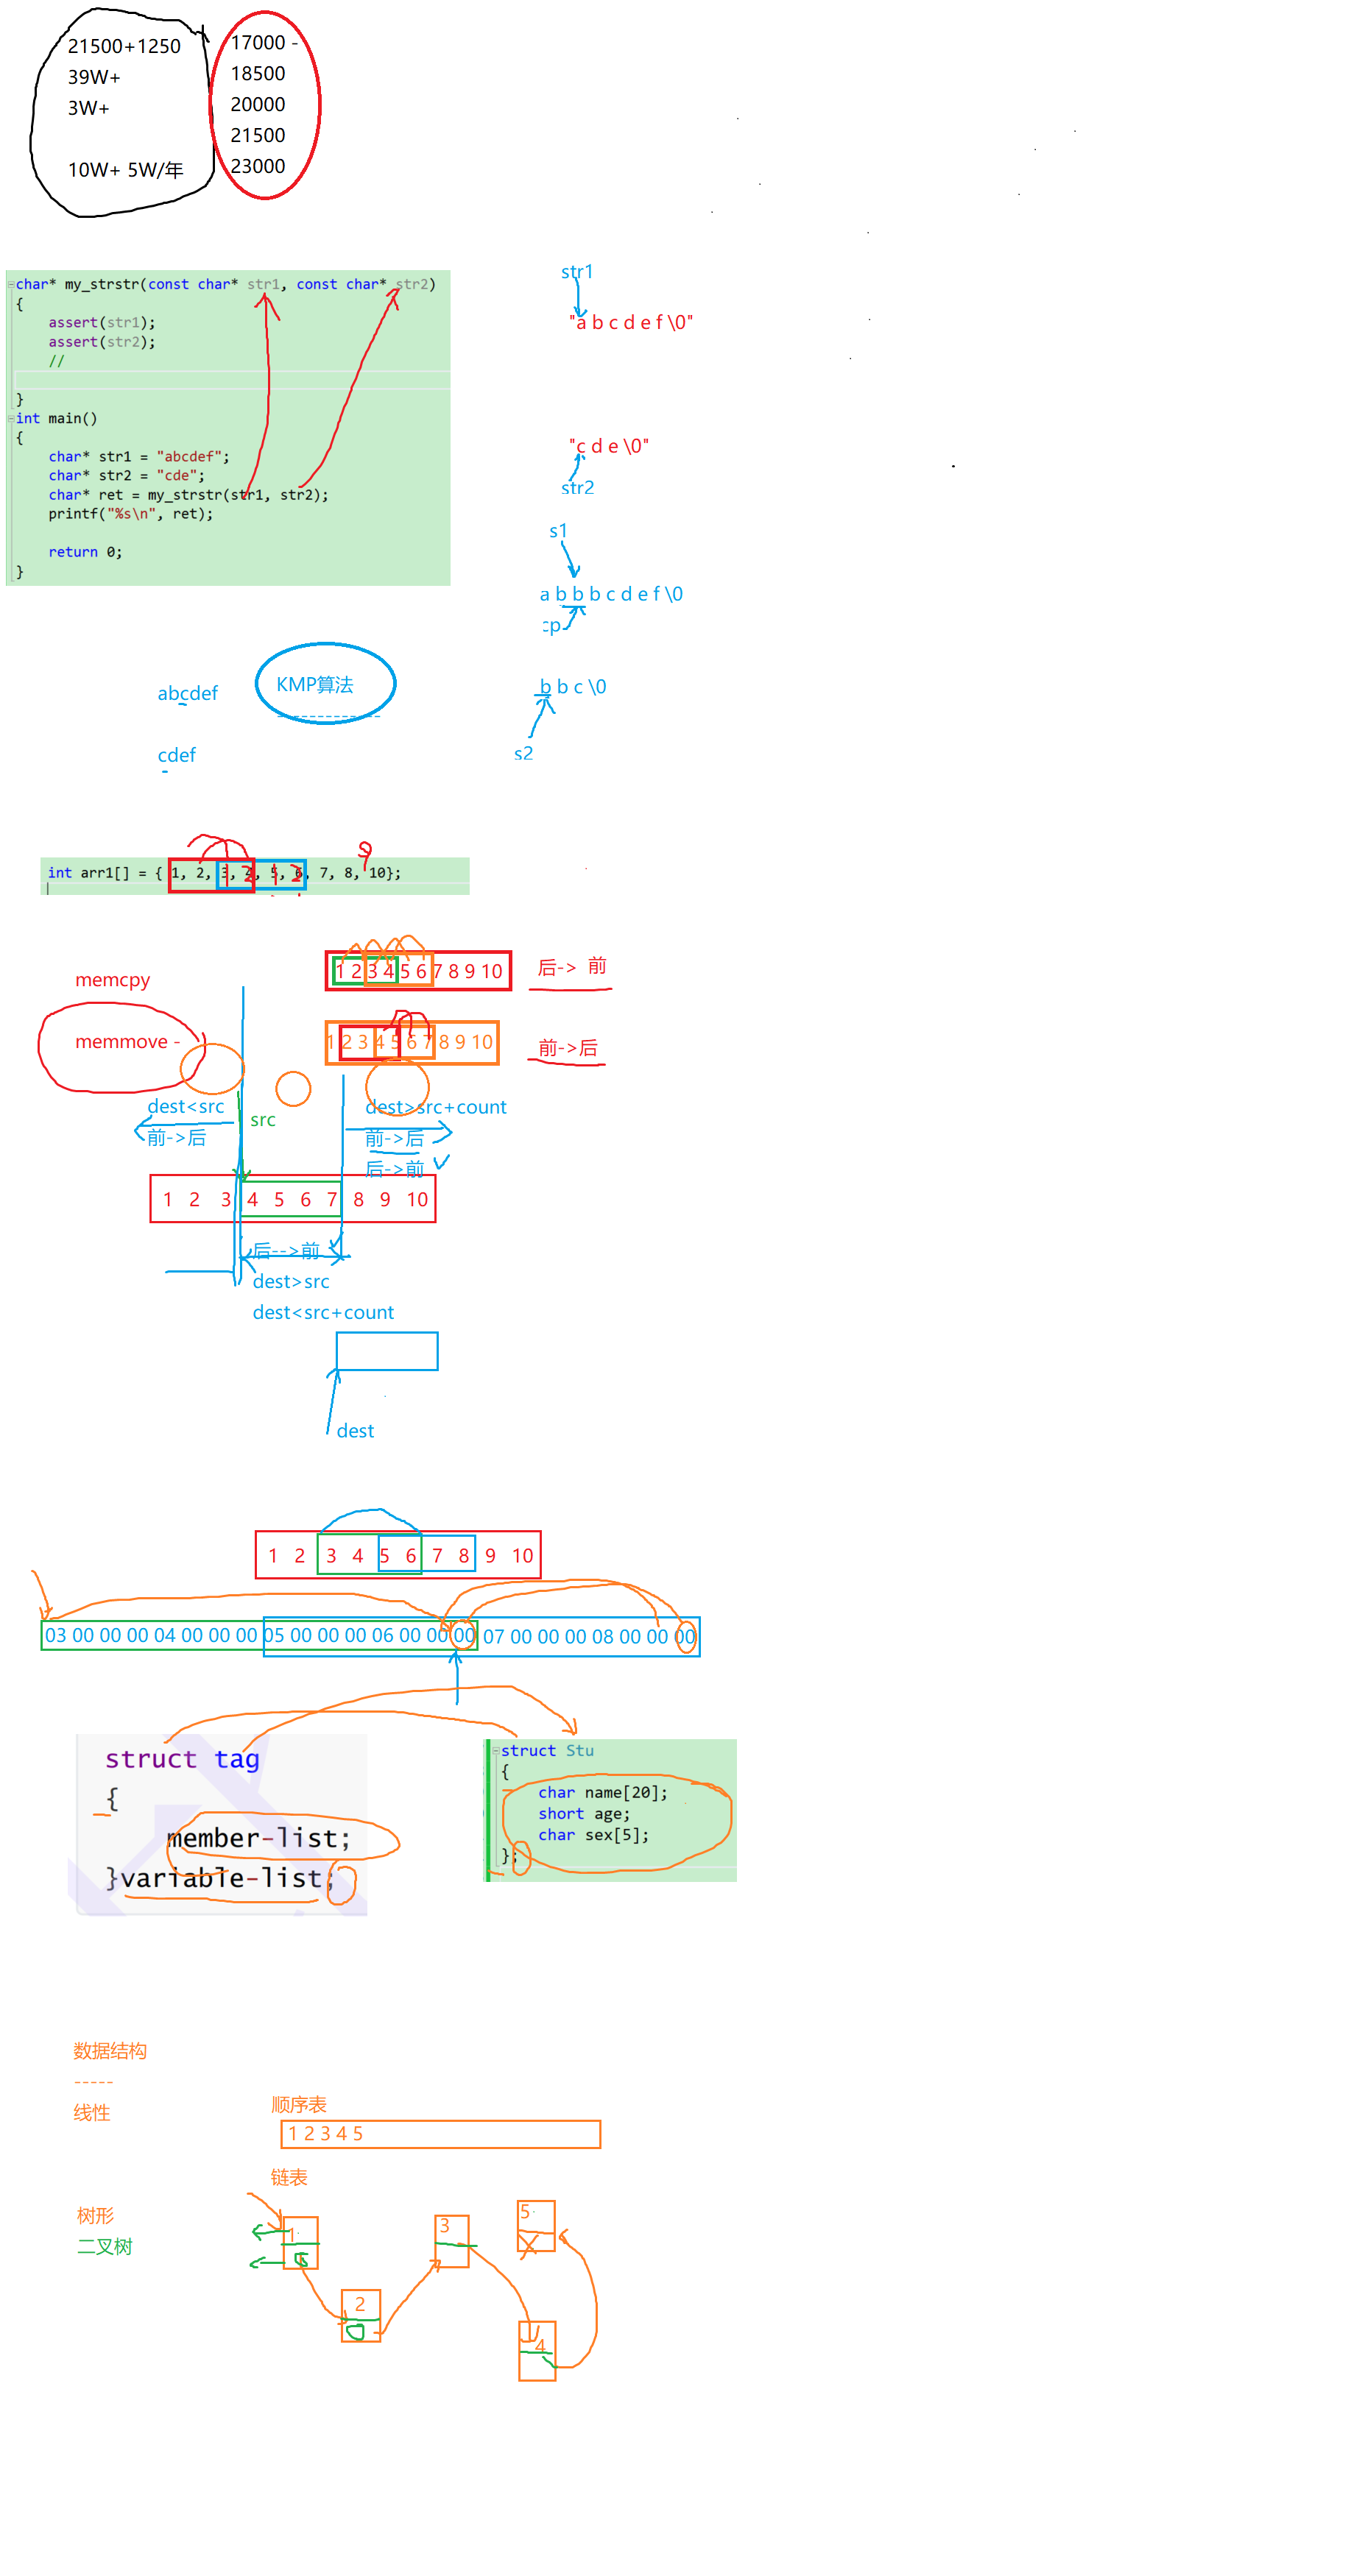 21500+1250
39W+
3W+
10W+ 5W/年
17000 -
18500
20000
21500
23000
char* my_strstr(const char* str1, const char* str2)
{
assert(str1);
assert(str2);
//
}
int main()
{
char* str1 = "abcdef";
char* str2 = "cde";
char* ret = my_strstr(str1, str2);
printf("%s\n", ret);
return 0;
}
str1
"a b c d e f \0"
"c d e \0"
str2
s1
a b b b c d e f \0
cp
b b c \0
s2
abcdef
KMP算法
--------------
cdef
9
int arr1[] = { 1, 2, 3, 4, 5, 6, 7, 8, 10};
1 2 1 2
memcpy
1 2 3 4 5 6 7 8 9 10
后-> 前
memmove -
1 2 3 4 5 6 7 8 9 10
前->后
dest<src
前->后
src
dest>src+count
前->后
后->前
1 2 3 4 5 6 7 8 9 10
后-->前
dest>src
dest<src+count
dest
1 2 3 4 5 6 7 8 9 10
03 00 00 00 04 00 00 00 05 00 00 00 06 00 00 00 07 00 00 00 08 00 00 00
struct tag
{
member-list;
}variable-list;
struct Stu
{
char name[20];
short age;
char sex[5];
};
数据结构
-----
线性
顺序表
1 2 3 4 5
链表
树形
二叉树
1
2
3
4
5